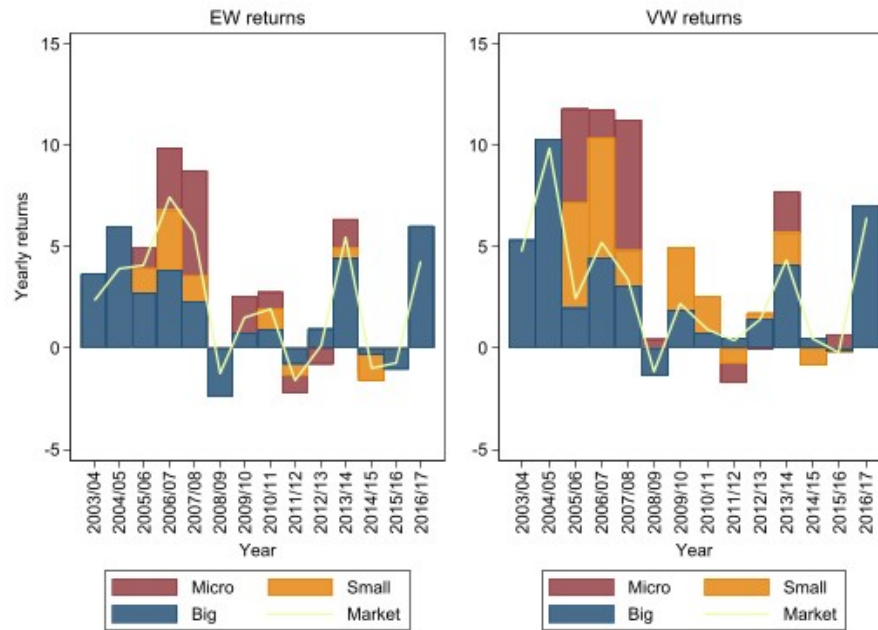 EW returns
VW returns
Yearly returns
15
10
5
0
-5
2003/04
2004/05
2005/06
2006/07
2007/08
2008/09
2009/10
2010/11
2011/12
2012/13
2013/14
2014/15
2015/16
2016/17
Year
Micro
Small
Big
Market
15
10
5
0
-5
2003/04
2004/05
2005/06
2006/07
2007/08
2008/09
2009/10
2010/11
2011/12
2012/13
2013/14
2014/15
2015/16
2016/17
Year
Micro
Small
Big
Market